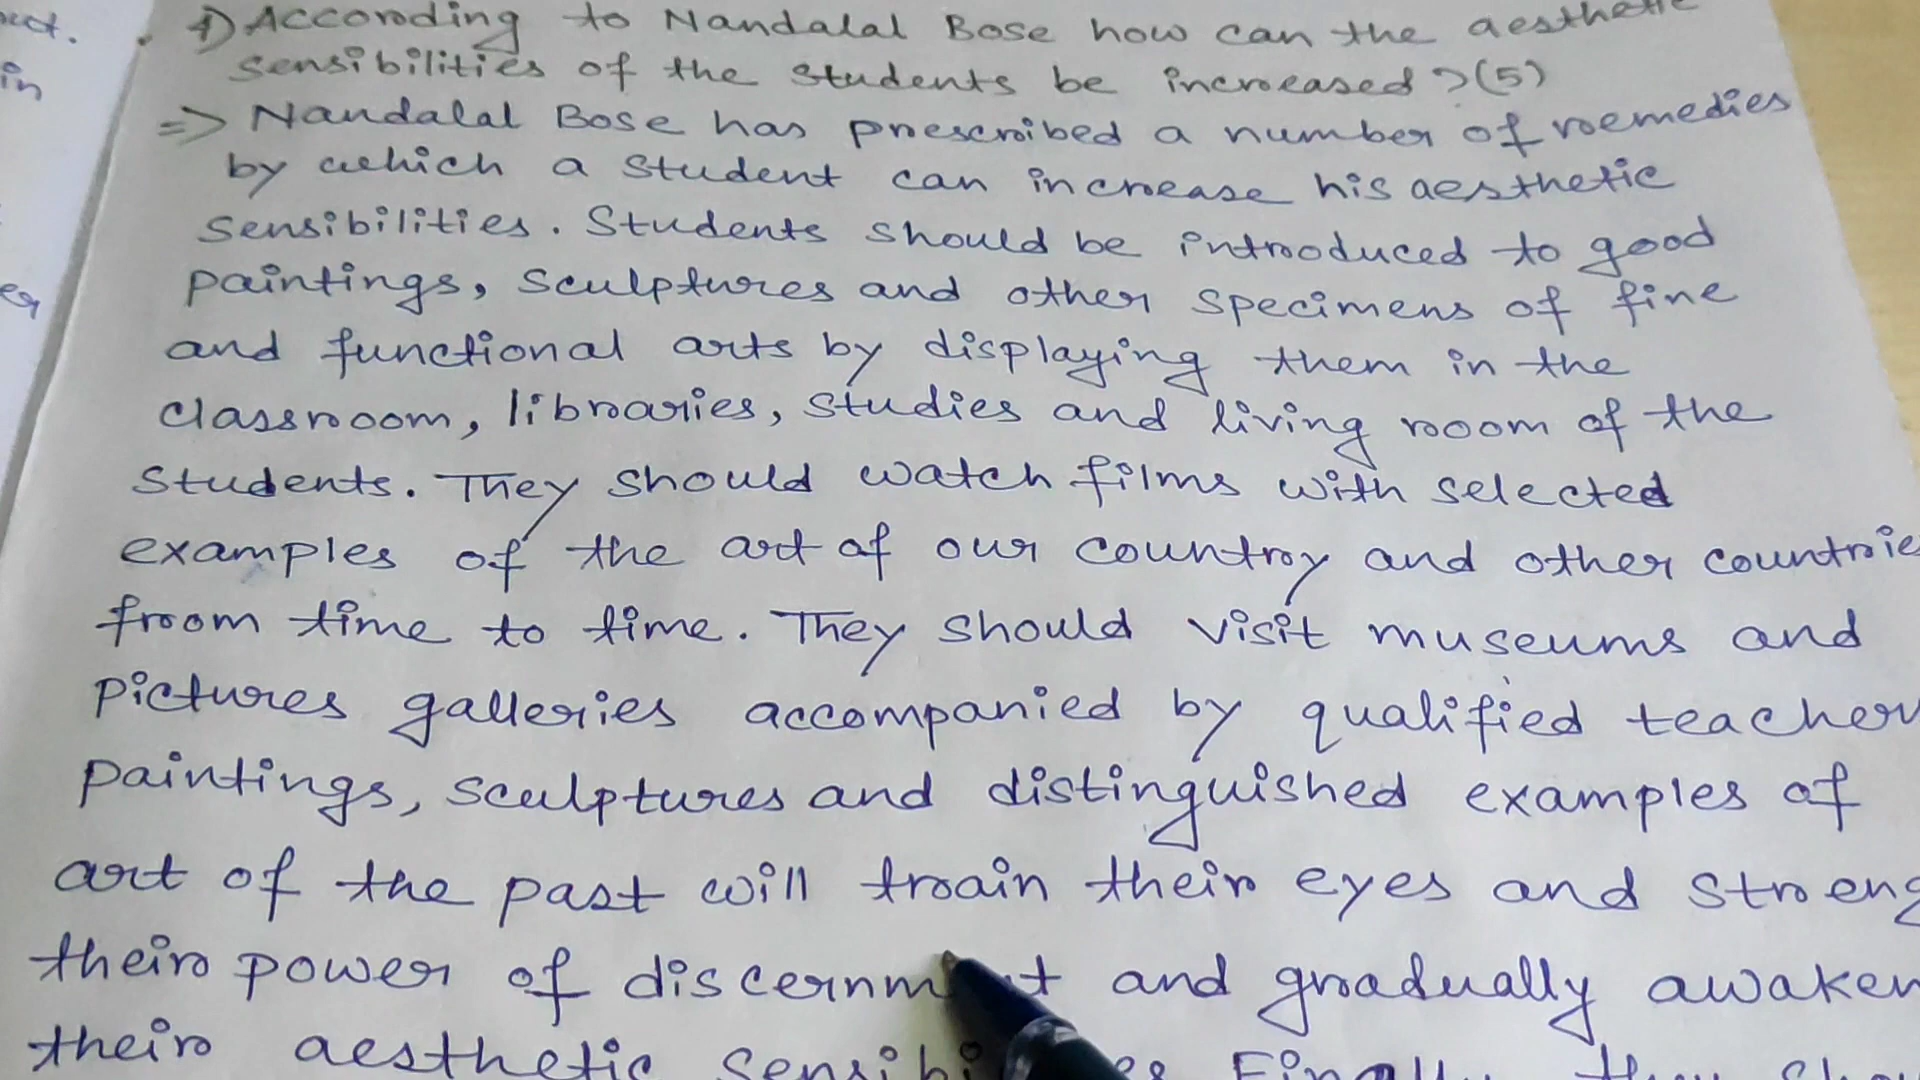 ect.
in
er
1) According to Nandalal Bose how can the aesthetic
sensibilities of the students be increased? (5)
=> Nandalal Bose has prescribed a number of remedies
by which a student can increase his aesthetic
sensibilities. Students should be introduced to good
paintings, sculptures and other specimens of fine
and functional arts by displaying them in the
classroom, libraries, studies and living room of the
students. They should watch films with selected
examples of the art of our country and other countrie
from time to time. They should visit museums and
pictures galleries accompanied by qualified teacher
paintings, sculptures and distinguished examples of
art of the past will train their eyes and streng
their power of discernment and gradually awaken
their aesthetic Finally they